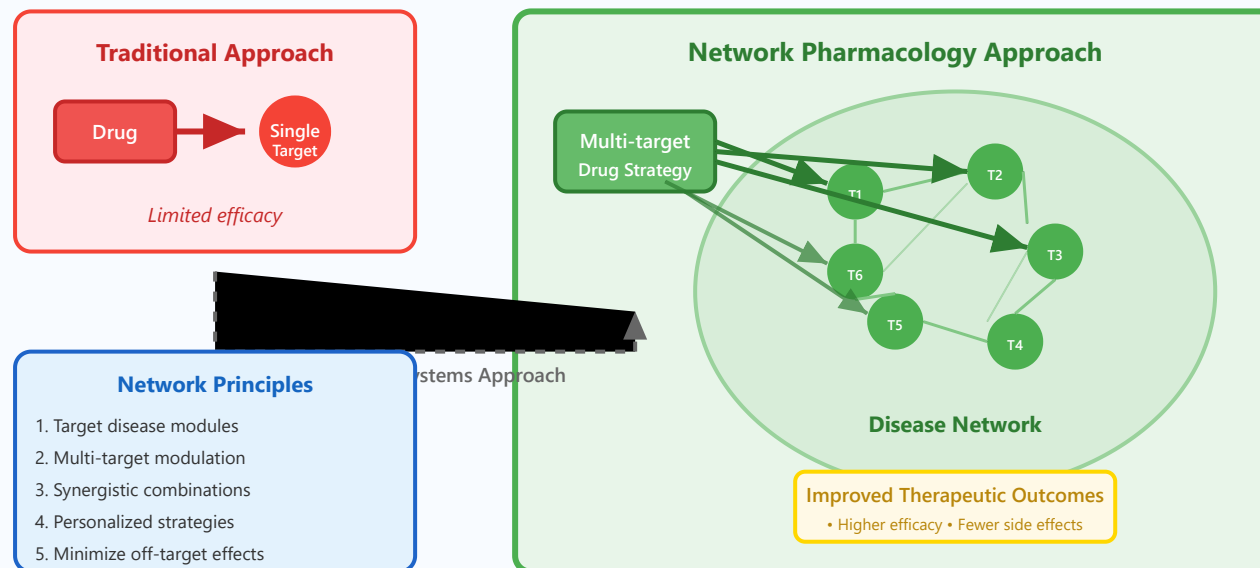 Traditional Approach
Drug
Single
Target
Limited efficacy
Network Pharmacology Approach
Multi-target
Drug Strategy
T1
T2
T3
T6
T5
T4
Disease Network
Improved Therapeutic Outcomes
• Higher efficacy • Fewer side effects
Approach
Network Principles
1. Target disease modules
2. Multi-target modulation
3. Synergistic combinations
4. Personalized strategies
5. Minimize off-target effects